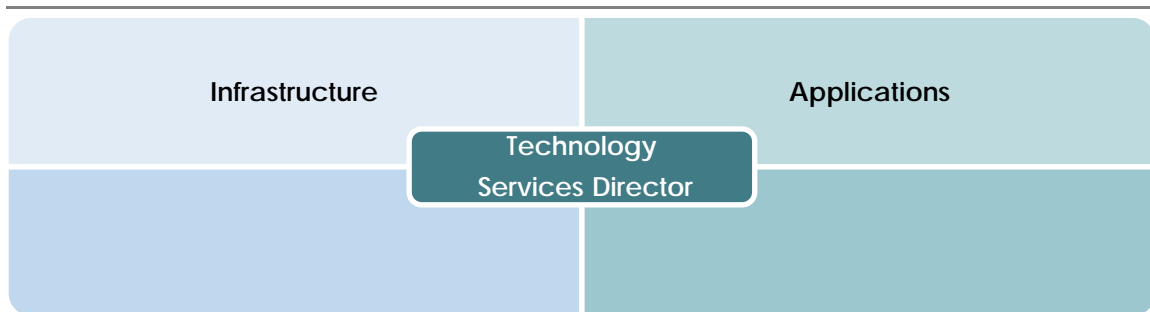 Infrastructure
Applications
Technology
Services Director